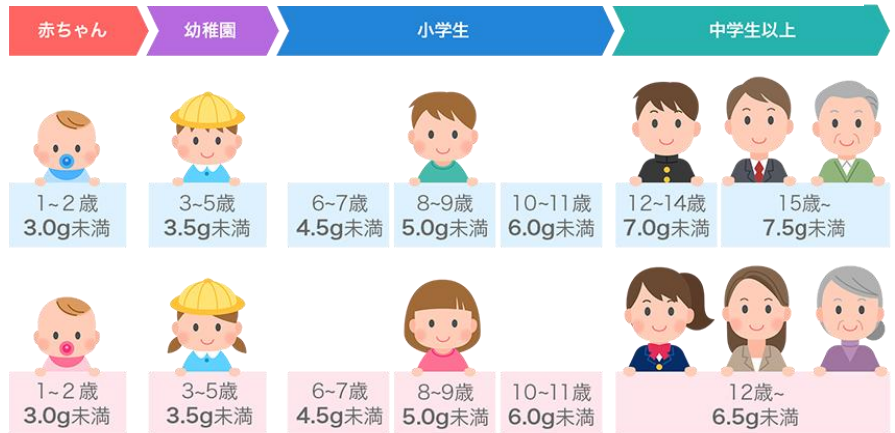 赤ちゃん
幼稚園
小学生
中学生以上
1~2歳
3.0g未満
3~5歳
3.5g未満
6~7歳
4.5g未満
8~9歳
5.0g未満
10~11歳
6.0g未満
12~14歳
7.0g未満
15歳~
7.5g未満
1~2歳
3.0g未満
3~5歳
3.5g未満
6~7歳
4.5g未満
8~9歳
5.0g未満
10~11歳
6.0g未満
12歳~
6.5g未満